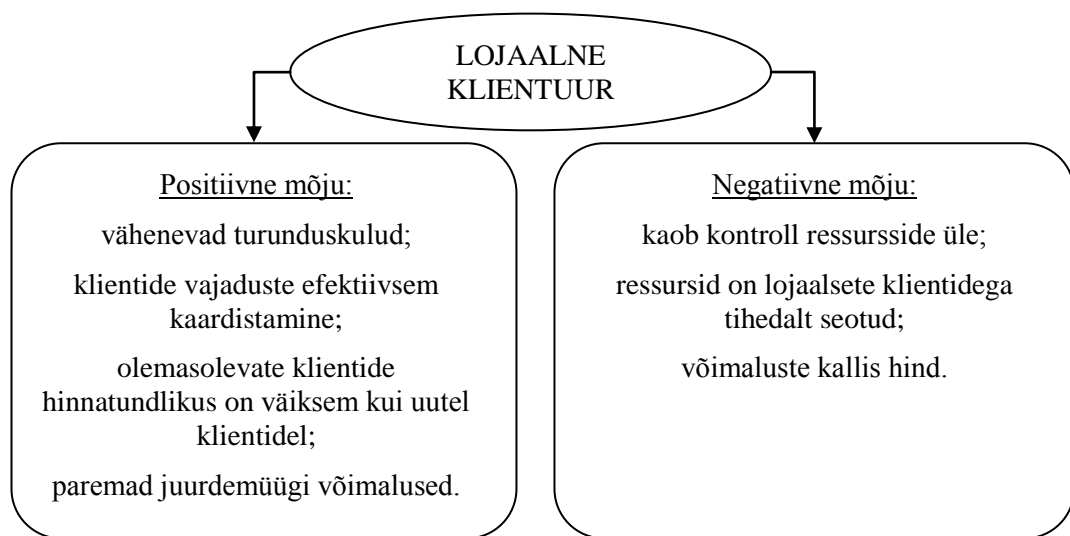 LOJAALNE
KLIENTUUR
Positiivne mõju:
vähenevad turunduskulud;
klientide vajaduste efektiivsem
kaardistamine;
olemasolevate klientide
hinnatundlikus on väiksem kui uutel
klientidel;
paremad juurdemüügi võimalused.
Negatiivne mõju:
kaob kontroll ressursside üle;
ressursid on lojaalsete klientidega
tihedalt seotud;
võimaluste kallis hind.